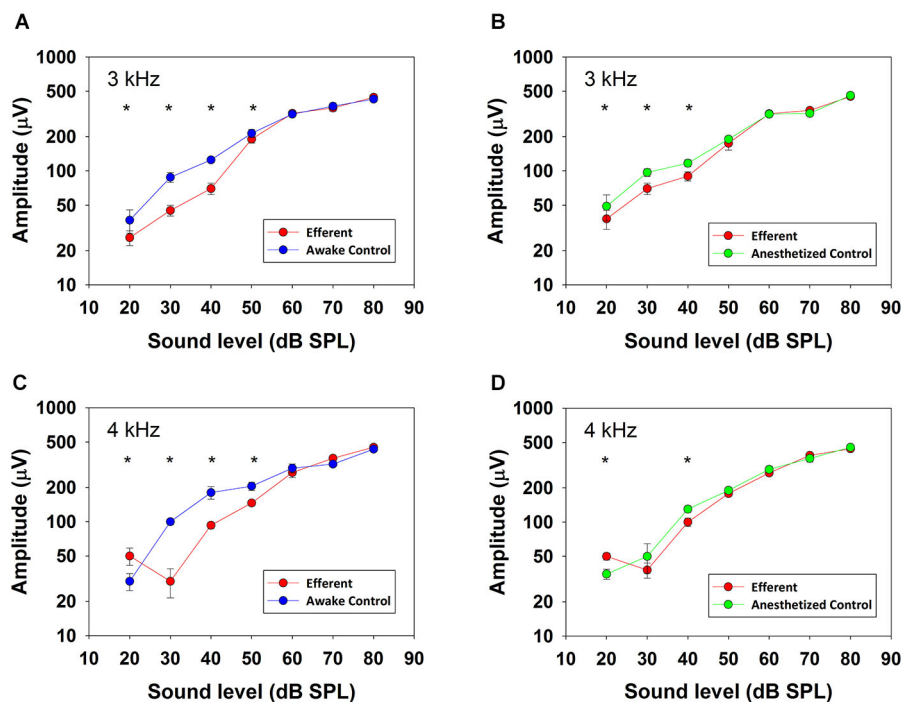 A
1000
500
200
100
50
20
10
3 kHz
* * * *
Efferent
Awake Control
10 20 30 40 50 60 70 80 90
Sound level (dB SPL)
Amplitude (μV)
B
1000
500
200
100
50
20
10
3 kHz
* * *
Efferent
Anesthetized Control
10 20 30 40 50 60 70 80 90
Sound level (dB SPL)
Amplitude (μV)
C
1000
500
200
100
50
20
10
4 kHz
* * * *
Efferent
Awake Control
10 20 30 40 50 60 70 80 90
Sound level (dB SPL)
Amplitude (μV)
D
1000
500
200
100
50
20
10
4 kHz
* *
Efferent
Anesthetized Control
10 20 30 40 50 60 70 80 90
Sound level (dB SPL)
Amplitude (μV)